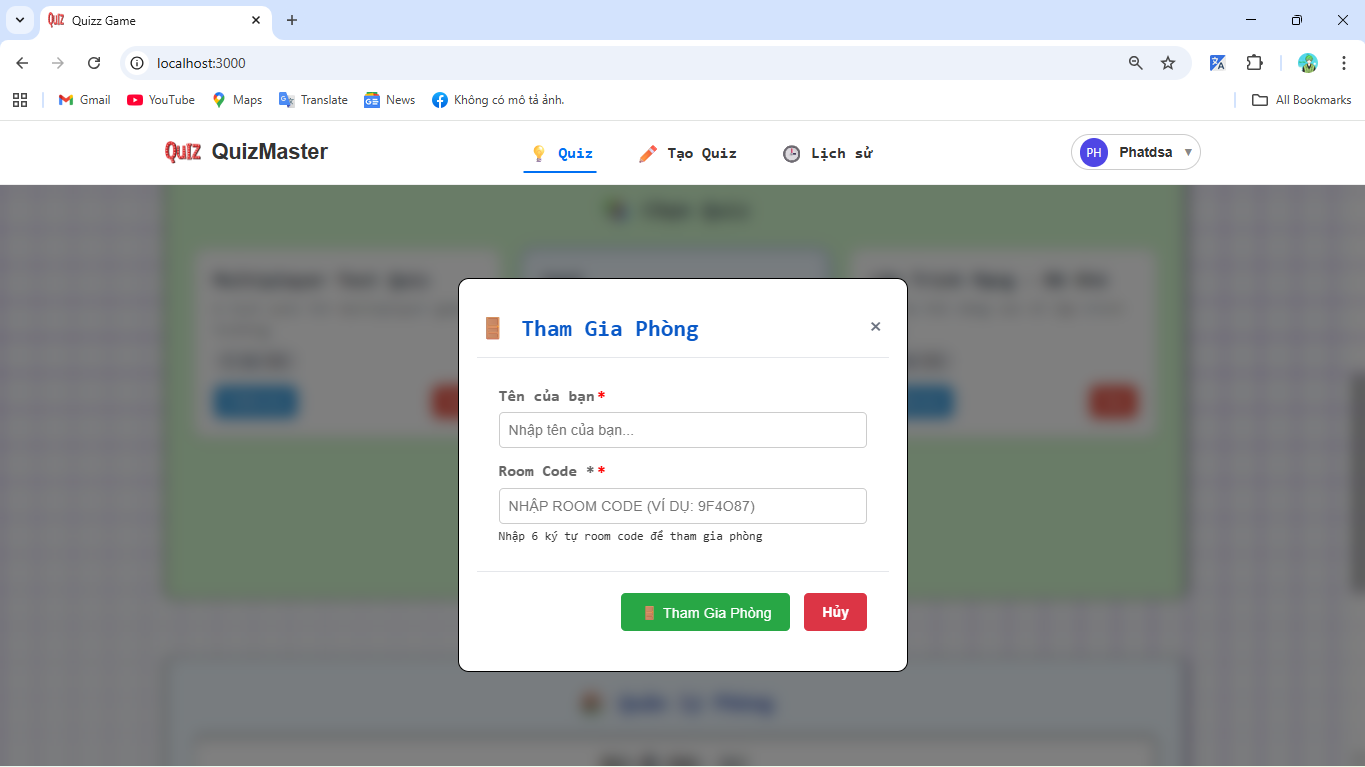 Quizz Game
localhost:3000
Gmail YouTube Maps Translate News Không có mô tả ảnh. All Bookmarks
QUIZ QuizMaster Quiz Tạo Quiz Lịch sử PH Phatdsa
Tham Gia Phòng ×
Tên của bạn*
Nhập tên của bạn...
Room Code **
NHẬP ROOM CODE (VÍ DỤ: 9F4O87)
Nhập 6 ký tự room code để tham gia phòng
Tham Gia Phòng Hủy
Quản Lý Phòng